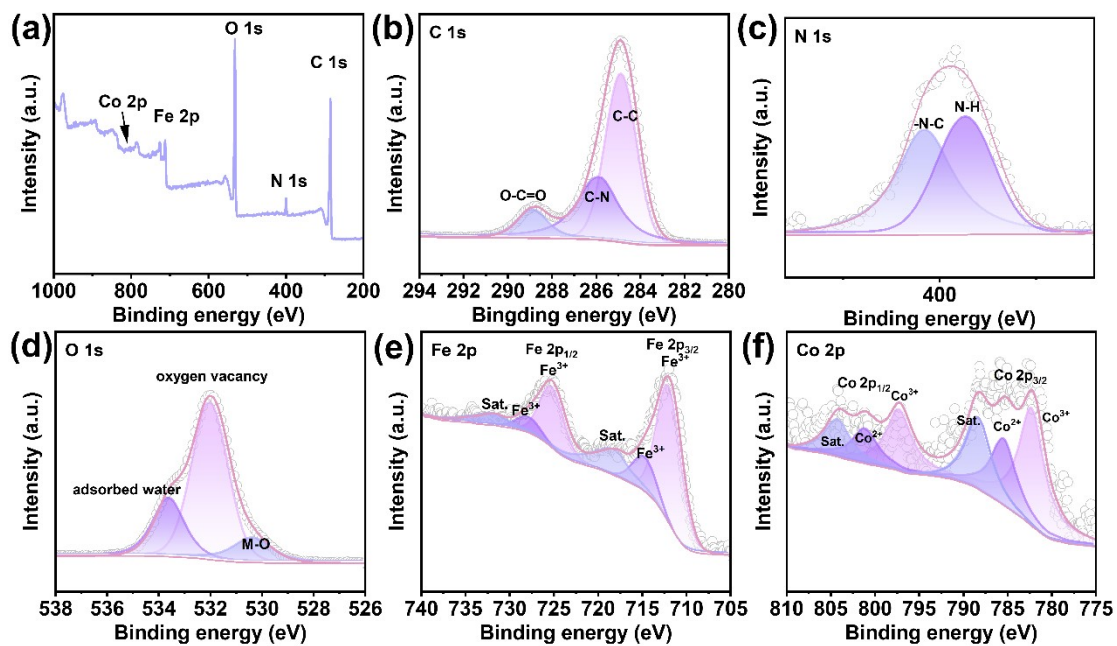 (a)
O 1s
C 1s
Co 2p
Fe 2p
N 1s
Intensity (a.u.)
1000 800 600 400 200
Binding energy (eV)
(b)
C 1s
C-C
O-C=O
C-N
Intensity (a.u.)
294 292 290 288 286 284 282 280
Bingding energy (eV)
(c)
N 1s
N-H
-N-C
Intensity (a.u.)
400
Binding energy (eV)
(d)
O 1s
oxygen vacancy
adsorbed water
M-O
Intensity (a.u.)
538 536 534 532 530 528 526
Binding energy (eV)
(e)
Fe 2p
Fe 2p1/2
Fe3+
Fe 2p3/2
Fe3+
Sat.
Fe3+
Sat.
Fe3+
Intensity (a.u.)
740 735 730 725 720 715 710 705
Binding energy (eV)
(f)
Co 2p
Co 2p1/2
Co3+
Co 2p3/2
Sat.
Co2+
Sat.
Co2+
Co3+
Intensity (a.u.)
810 805 800 795 790 785 780 775
Binding energy (eV)